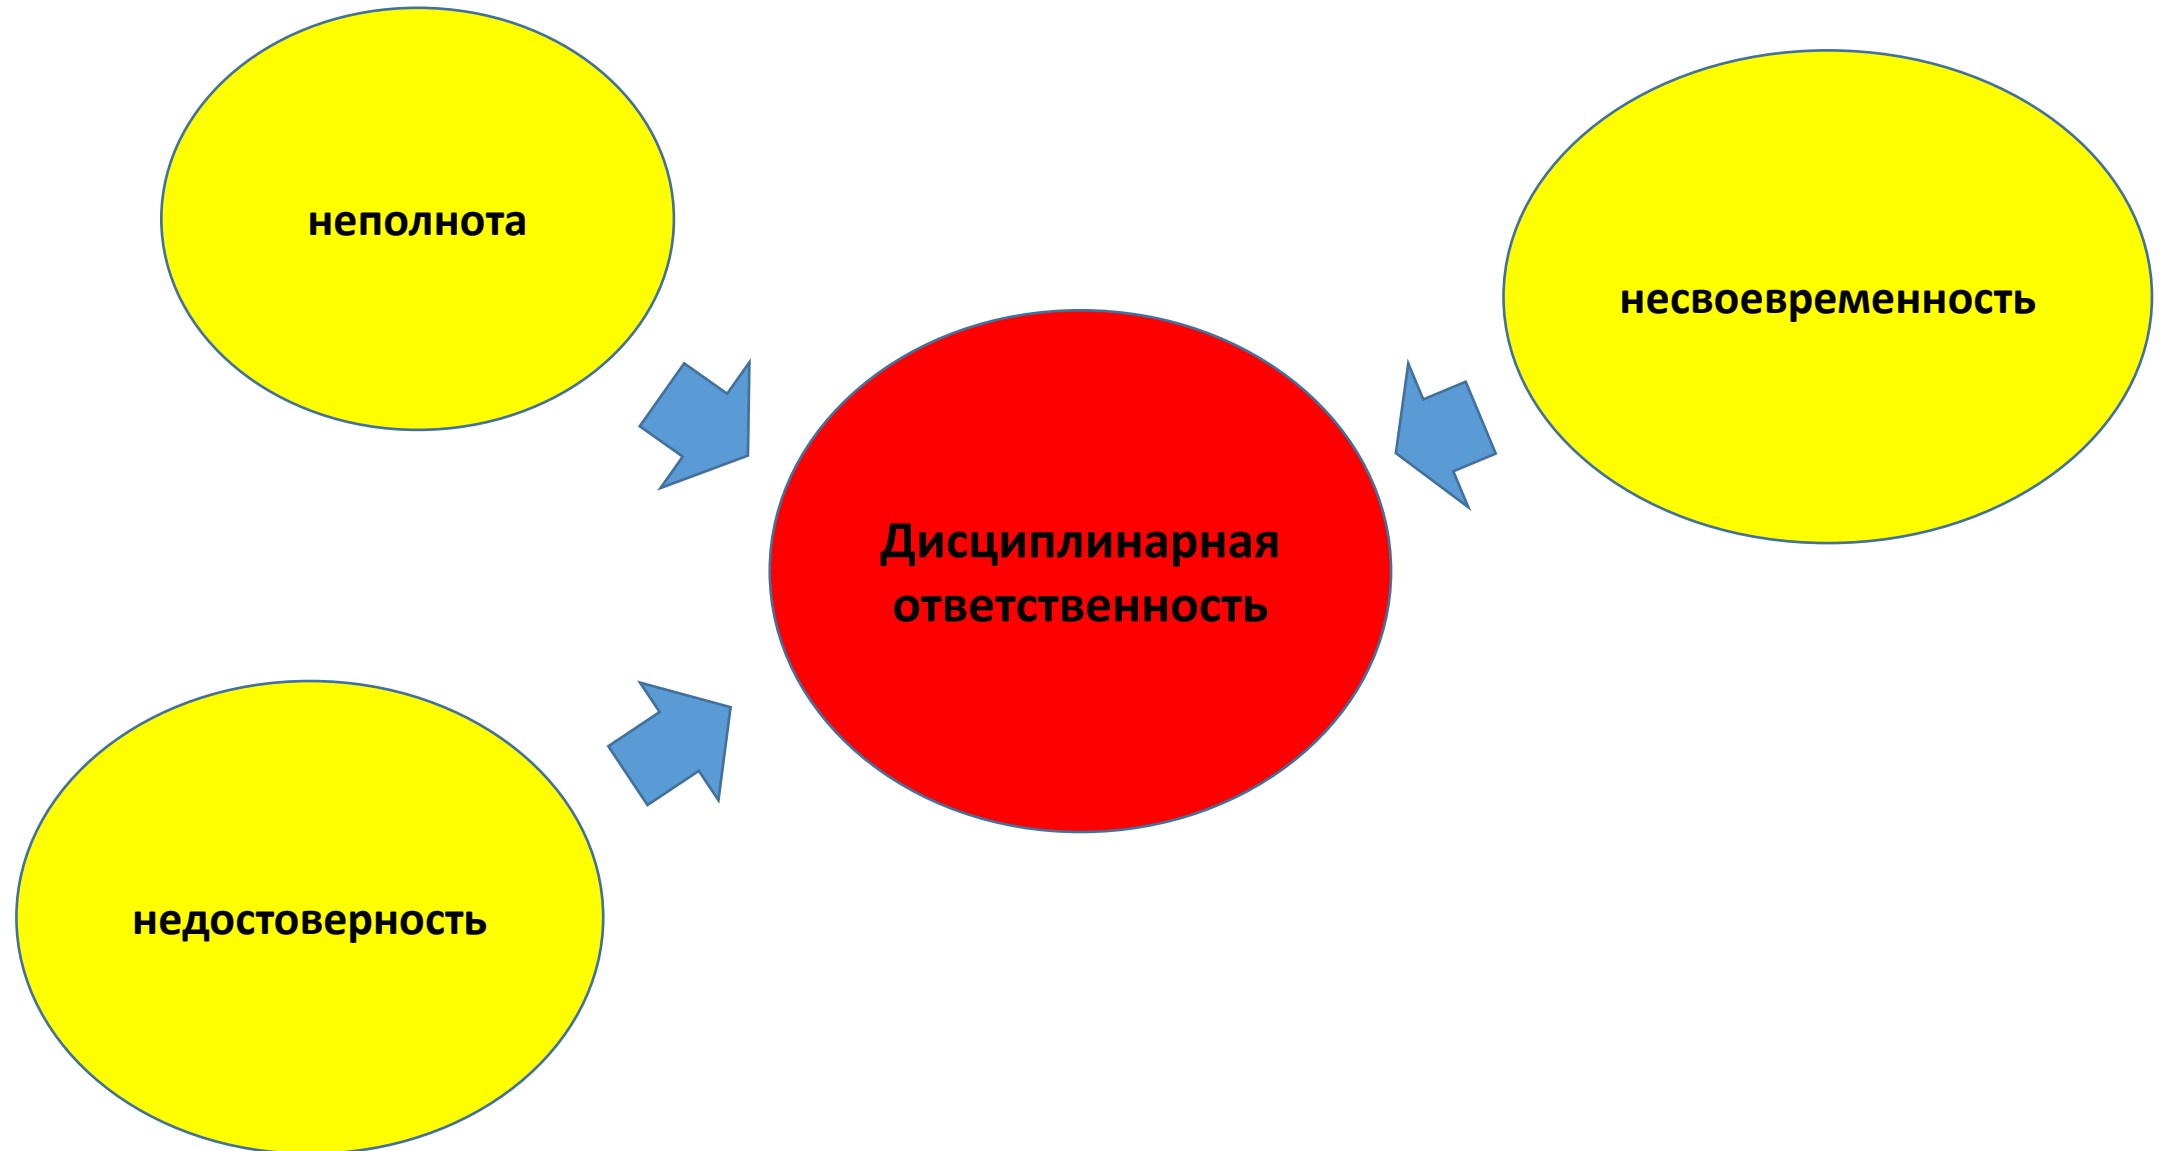 неполнота
несвоевременность
Дисциплинарная
ответственность
недостоверность